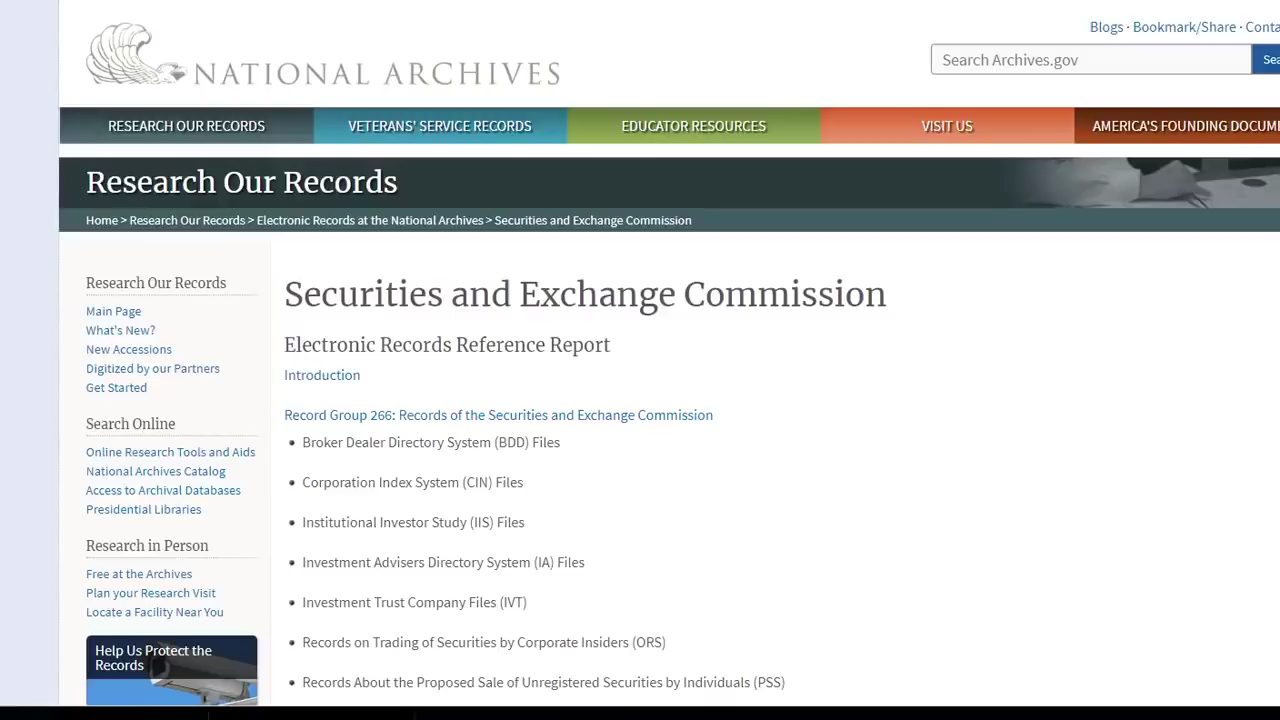 Blogs · Bookmark/Share ·
NATIONAL ARCHIVES
Search Archives.gov
RESEARCH OUR RECORDS
VETERANS' SERVICE RECORDS
EDUCATOR RESOURCES
VISIT US
AMERICA'S FOUNDING
Research Our Records
Home > Research Our Records > Electronic Records at the National Archives > Securities and Exchange Commission
Research Our Records
Main Page
What's New?
New Accessions
Digitized by our Partners
Get Started
Search Online
Online Research Tools and Aids
National Archives Catalog
Access to Archival Databases
Presidential Libraries
Research in Person
Free at the Archives
Plan your Research Visit
Locate a Facility Near You
Help Us Protect the
Records
Securities and Exchange Commission
Electronic Records Reference Report
Introduction
Record Group 266: Records of the Securities and Exchange Commission
• Broker Dealer Directory System (BDD) Files
• Corporation Index System (CIN) Files
• Institutional Investor Study (IIS) Files
• Investment Advisers Directory System (IA) Files
• Investment Trust Company Files (IVT)
• Records on Trading of Securities by Corporate Insiders (ORS)
• Records About the Proposed Sale of Unregistered Securities by Individuals (PSS)